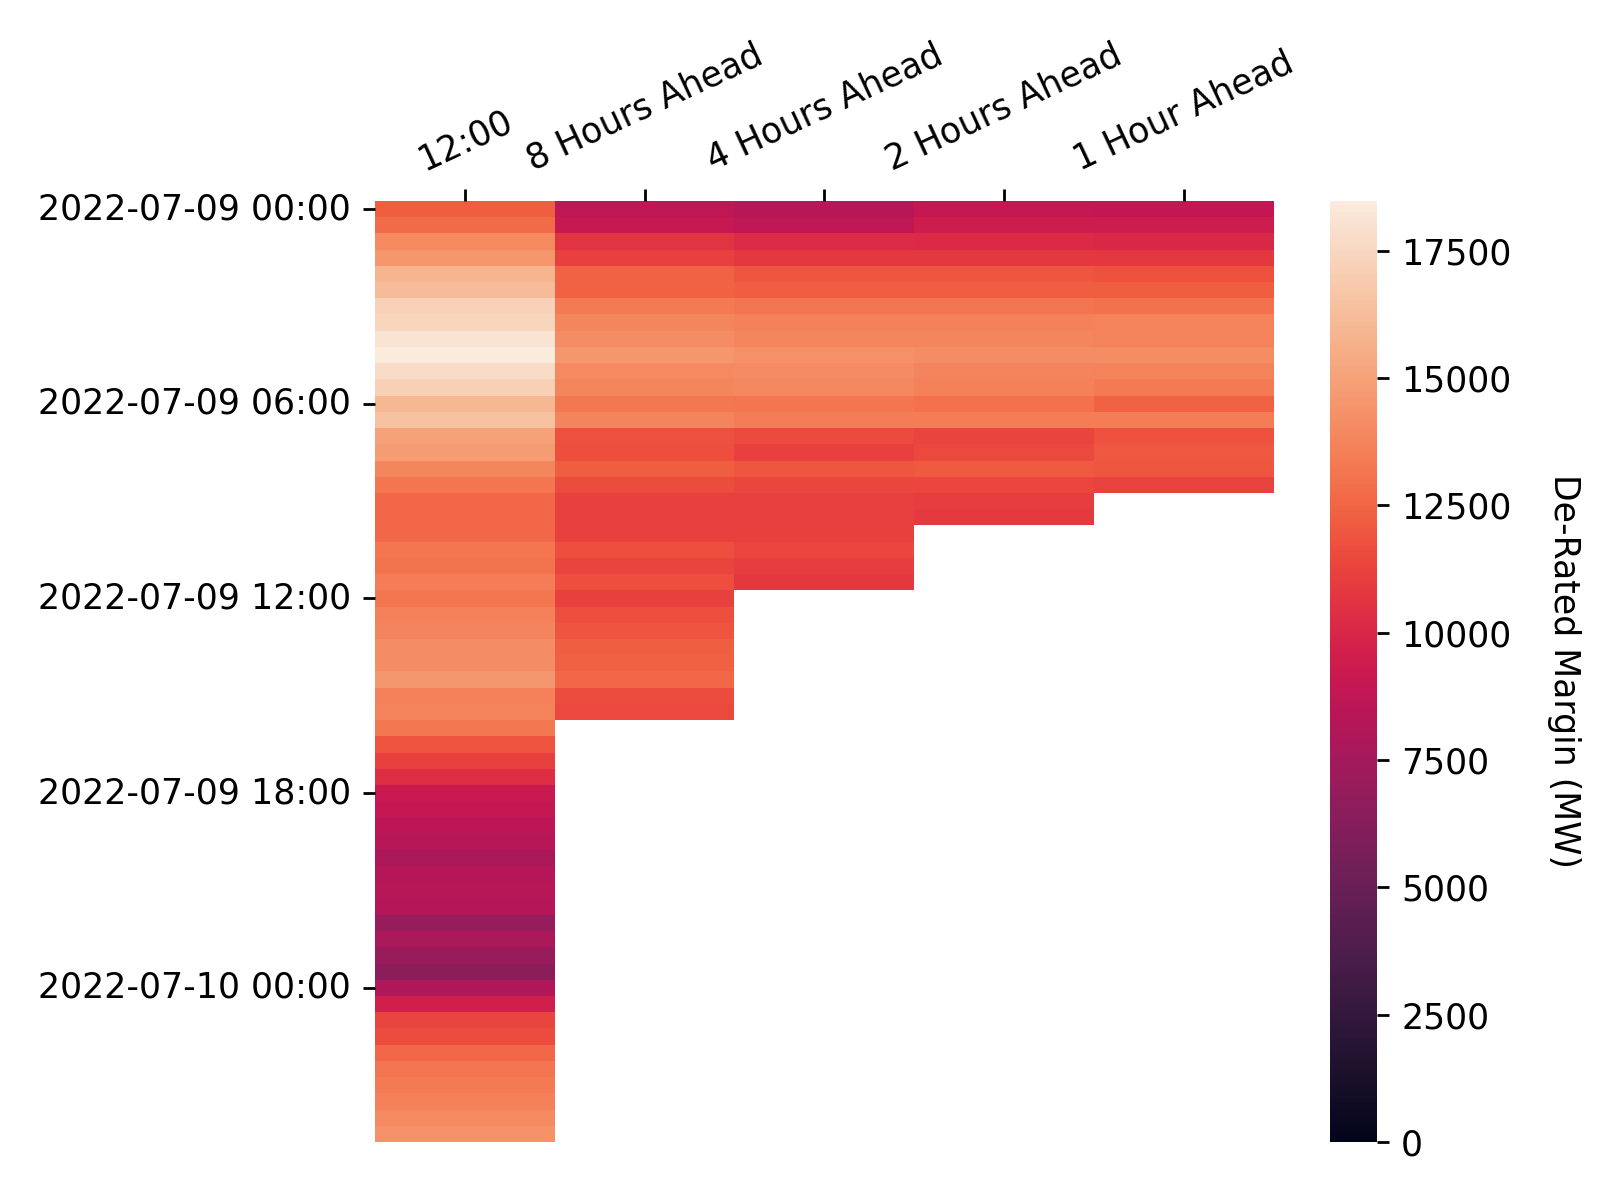 12:00
8 Hours Ahead
4 Hours Ahead
2 Hours Ahead
1 Hour Ahead
2022-07-09 00:00
2022-07-09 06:00
2022-07-09 12:00
2022-07-09 18:00
2022-07-10 00:00
17500
15000
12500
10000
7500
5000
2500
0
De-Rated Margin (MW)